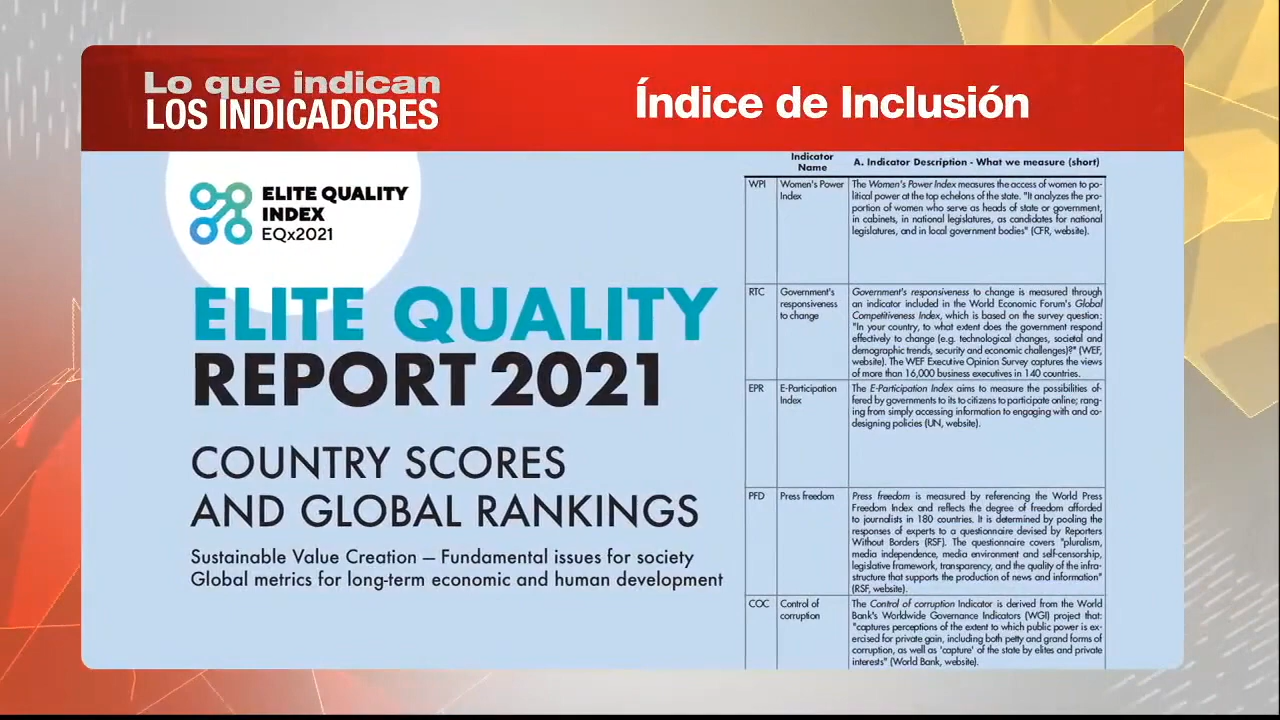 Lo que indican
LOS INDICADORES
Índice de Inclusión
ELITE QUALITY
INDEX
EQx2021
ELITE QUALITY
REPORT 2021
COUNTRY SCORES
AND GLOBAL RANKINGS
Sustainable Value Creation – Fundamental issues for society
Global metrics for long-term economic and human development
Indicator
Name
A. Indicator Description - What we measure (short)
WPI
Women's Power
Index
The Women's Power Index measures the access of women to po-
litical power at the top echelons of the state. "It analyzes the pro-
portion of women who serve as heads of state or government,
in cabinets, in national legislatures, as candidates for national
legislatures, and in local government bodies" (CFR, website).
RTC
Government's
responsiveness
to change
Government's responsiveness to change is measured through
an indicator included in the World Economic Forum's Global
Competitiveness Index, which is based on the survey question:
"In your country, to what extent does the government respond
effectively to change (e.g. technological changes, societal and
demographic trends, security and economic challenges)?" (WEF,
website). The WEF Executive Opinion Survey captures the views
of more than 16,000 business executives in 140 countries.
EPR
E-Participation
Index
The E-Participation Index aims to measure the possibilities of-
fered by governments to its to citizens to participate online; rang-
ing from simply accessing information to engaging with and co-
designing policies (UN, website).
PFD
Press freedom
Press freedom is measured by referencing the World Press
Freedom Index and reflects the degree of freedom afforded
to journalists in 180 countries. It is determined by pooling the
responses of experts to a questionnaire devised by Reporters
Without Borders (RSF). The questionnaire covers "pluralism,
media independence, media environment and self-censorship,
legislative framework, transparency, and the quality of the infra-
structure that supports the production of news and information"
(RSF, website).
COC
Control of
corruption
The Control of corruption Indicator is derived from the World
Bank's Worldwide Governance Indicators (WGI) project that:
"captures perceptions of the extent to which public power is ex-
ercised for private gain, including both petty and grand forms of
corruption, as well as 'capture' of the state by elites and private
interests" (World Bank, website).